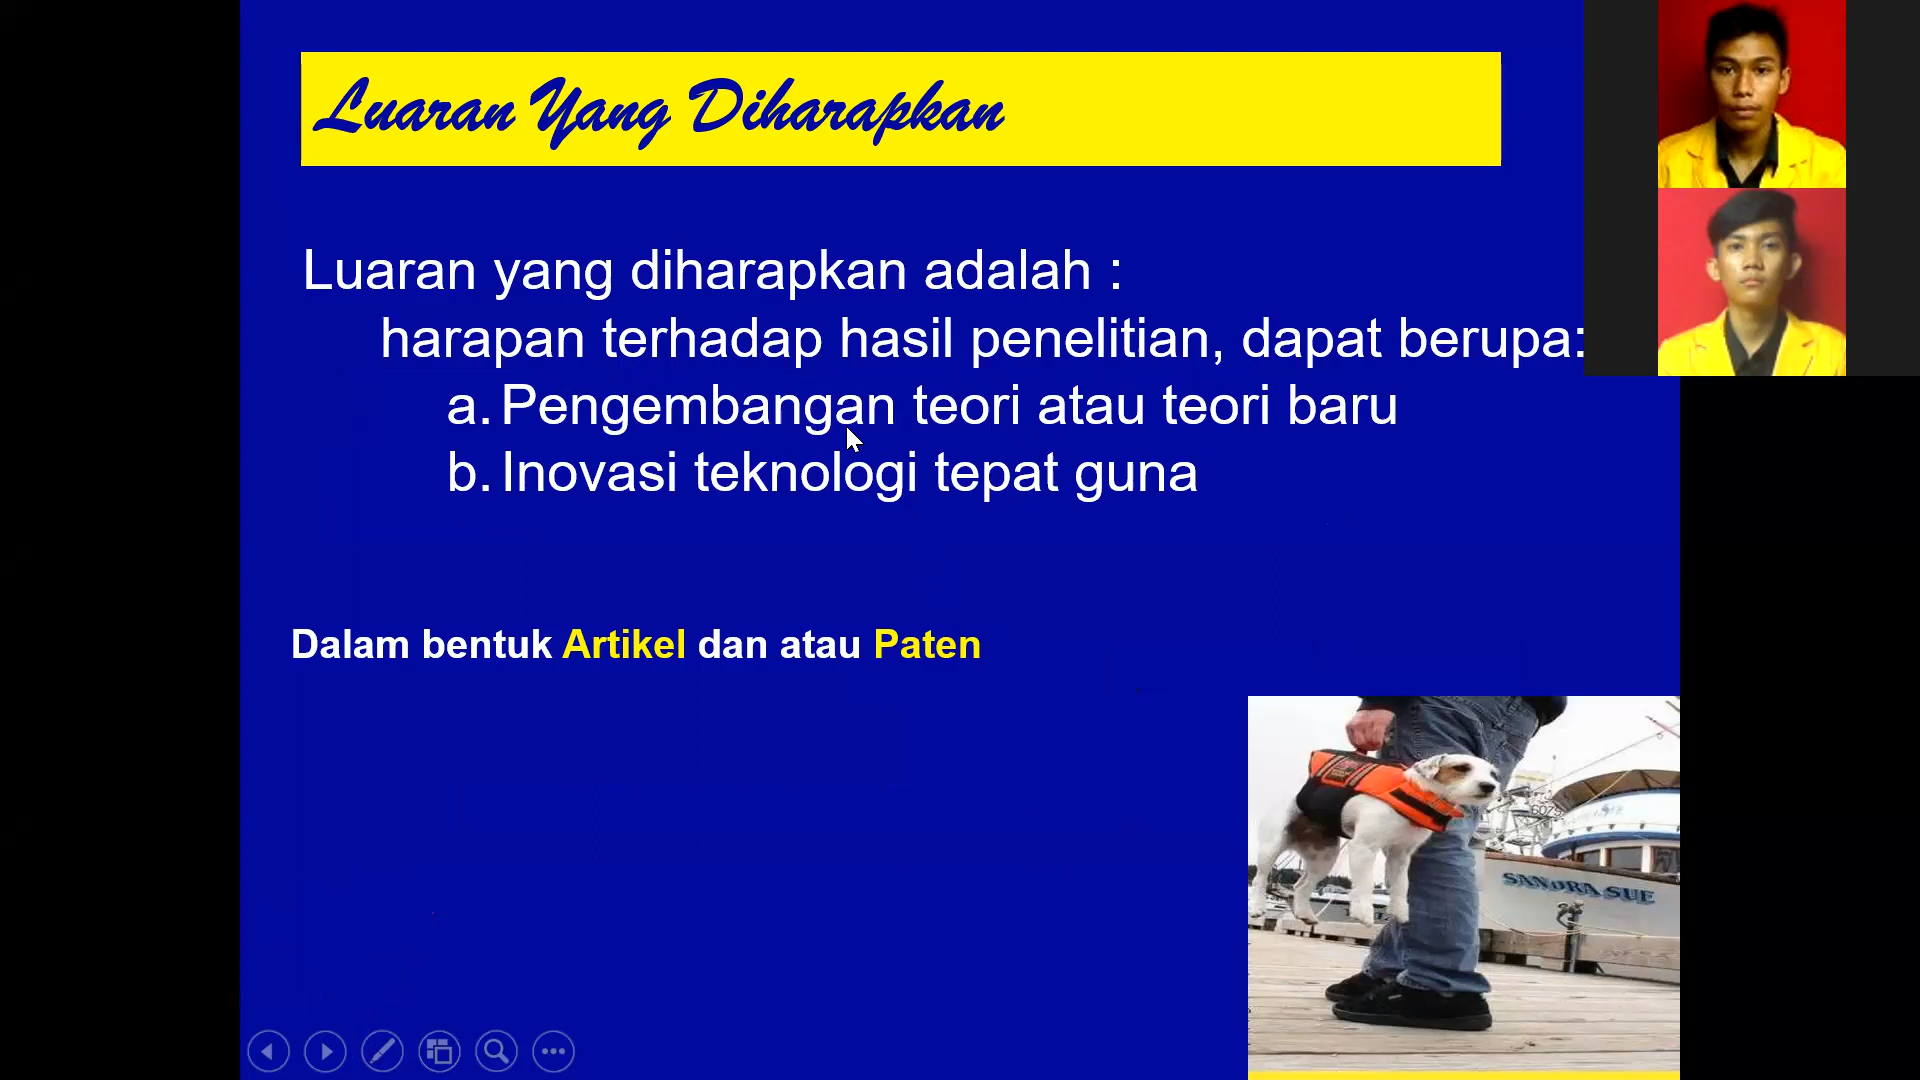 Luaran Yang Diharapkan
Luaran yang diharapkan adalah :
harapan terhadap hasil penelitian, dapat berupa:
a. Pengembangan teori atau teori baru
b. Inovasi teknologi tepat guna
Dalam bentuk Artikel dan atau Paten
SANDRA SUE